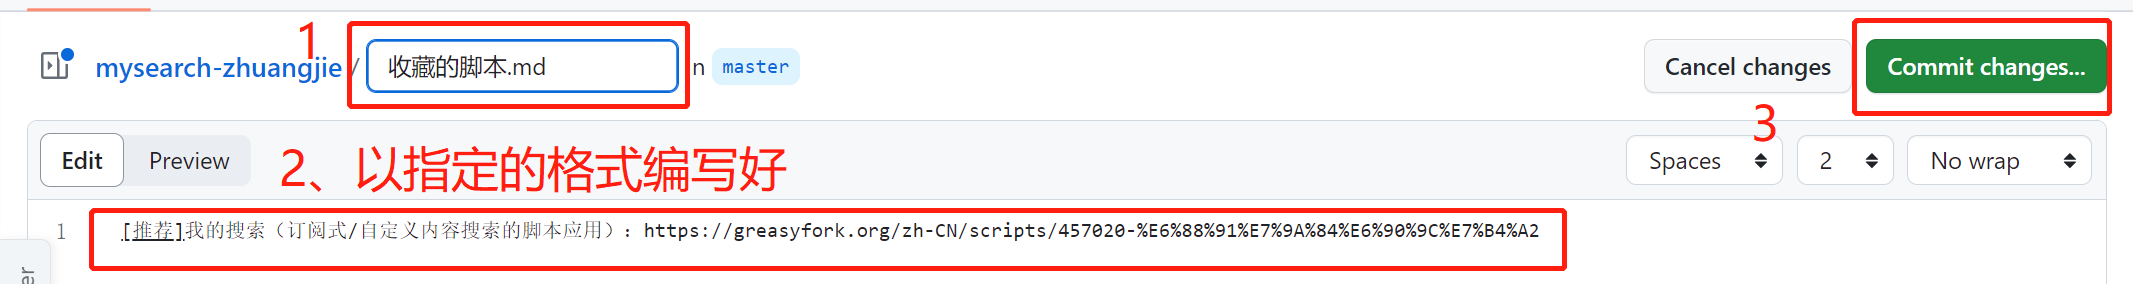 1
mysearch-zhuangjie / 收藏的脚本.md n master
Cancel changes
Commit changes...
3
Edit
Preview
2、以指定的格式编写好
Spaces
2
No wrap
1 [推荐]我的搜索（订阅式/自定义内容搜索的脚本应用）：https://greasyfork.org/zh-CN/scripts/457020-%E6%88%91%E7%9A%84%E6%90%9C%E7%B4%A2
er